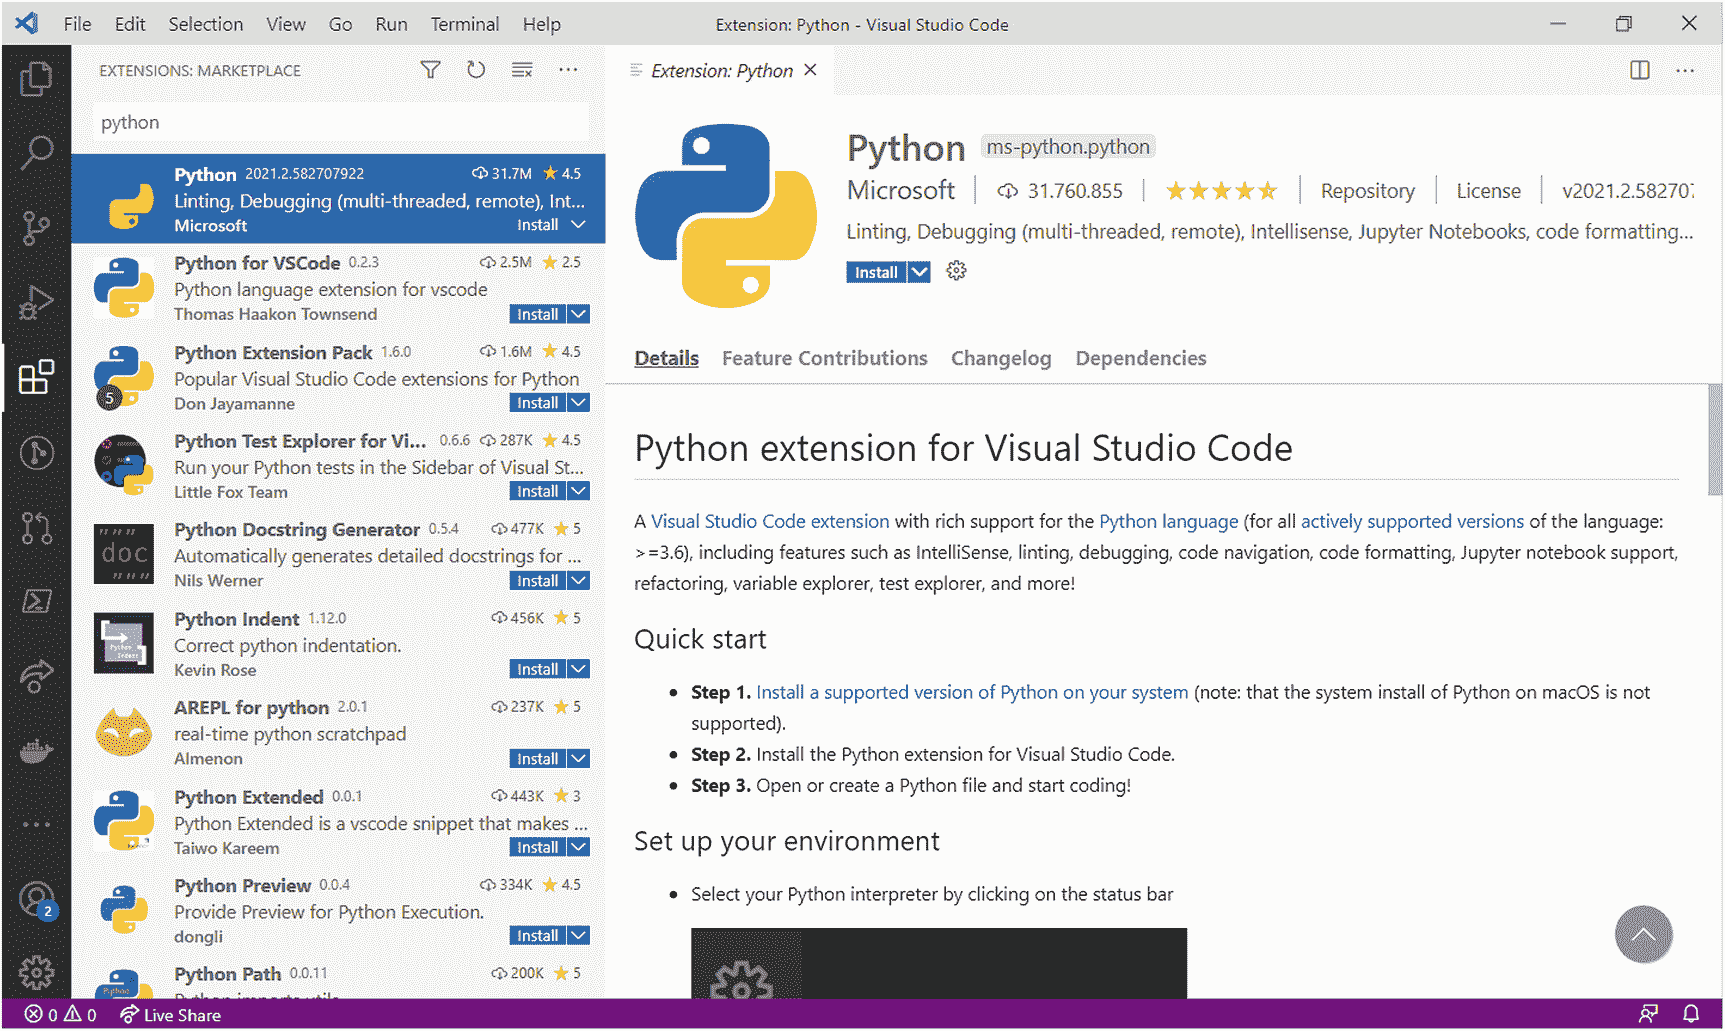 File Edit Selection View Go Run Terminal Help Extension: Python - Visual Studio Code
EXTENSIONS: MARKETPLACE
python
Python 2021.2.582707922 31.7M 4.5
Linting, Debugging (multi-threaded, remote), Int...
Microsoft Install
Python for VSCode 0.2.3 2.5M 2.5
Python language extension for vscode
Thomas Haakon Townsend Install
Python Extension Pack 1.6.0 1.6M 4.5
Popular Visual Studio Code extensions for Python
5
Don Jayamanne Install
Python Test Explorer for Vi... 0.6.6 287K 4.5
Run your Python tests in the Sidebar of Visual St...
Little Fox Team Install
Python Docstring Generator 0.5.4 477K 5
doc
Automatically generates detailed docstrings for ...
Nils Werner Install
Python Indent 1.12.0 456K 5
Python
Indent
Correct python indentation.
Kevin Rose Install
AREPL for python 2.0.1 237K 5
real-time python scratchpad
Almenon Install
Python Extended 0.0.1 443K 3
Python Extended is a vscode snippet that makes ...
Taiwo Kareem Install
Python Preview 0.0.4 334K 4.5
Provide Preview for Python Execution.
dongli Install
Python Path 0.0.11 200K 5
Python
Python imports utils
2
Extension: Python
Python ms-python.python
Microsoft 31.760.855 Repository License v2021.2.58270
Linting, Debugging (multi-threaded, remote), Intellisense, Jupyter Notebooks, code formatting...
Install
Details Feature Contributions Changelog Dependencies
Python extension for Visual Studio Code
A Visual Studio Code extension with rich support for the Python language (for all actively supported versions of the language:
>=3.6), including features such as IntelliSense, linting, debugging, code navigation, code formatting, Jupyter notebook support,
refactoring, variable explorer, test explorer, and more!
Quick start
• Step 1. Install a supported version of Python on your system (note: that the system install of Python on macOS is not
supported).
• Step 2. Install the Python extension for Visual Studio Code.
• Step 3. Open or create a Python file and start coding!
Set up your environment
• Select your Python interpreter by clicking on the status bar
0 0 Live Share